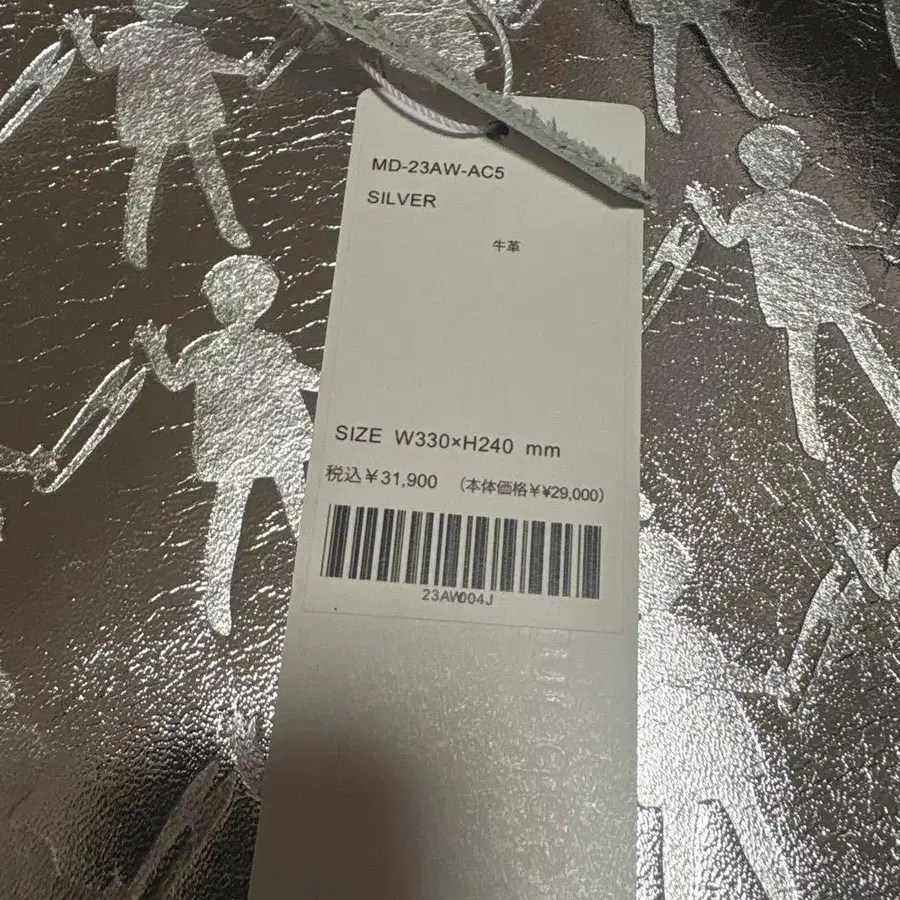 MD-23AW-AC5
SILVER
牛革
SIZE W330×H240 mm
税込¥31,900 (本体価格¥¥29,000)
23AW004J